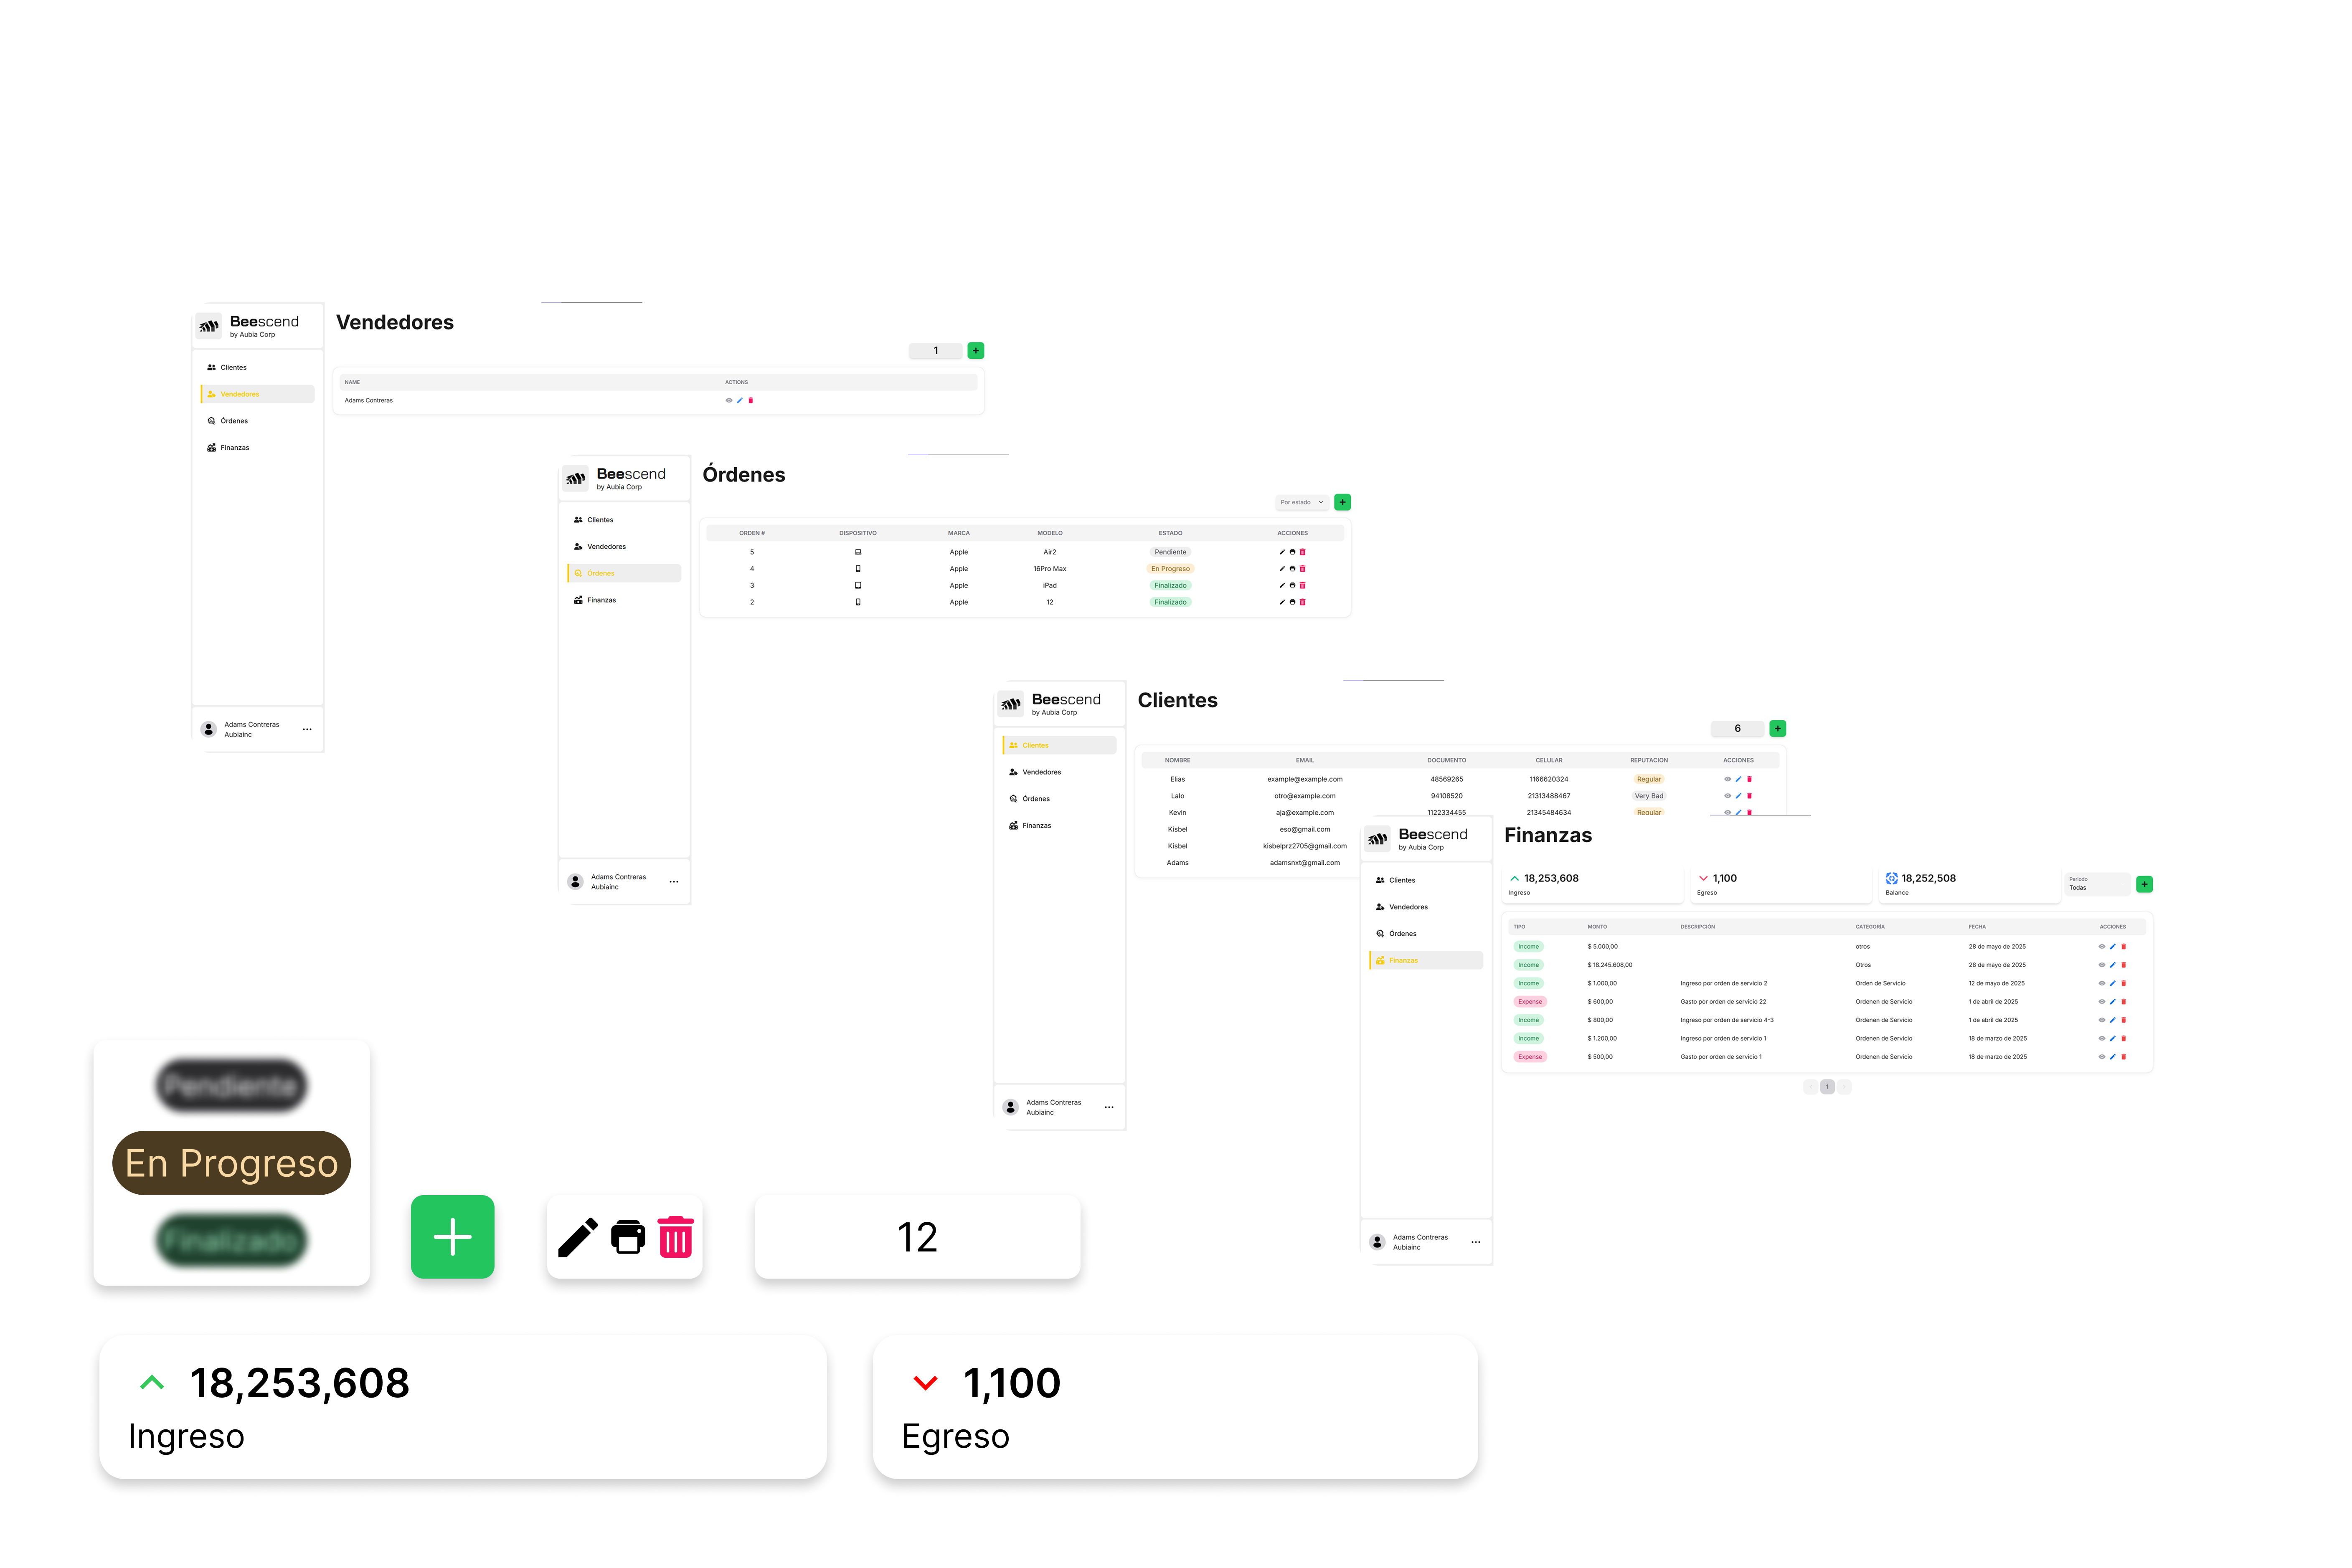 Beescend
by Aubia Corp
Clientes
Vendedores
Órdenes
Finanzas
Adams Contreras
Aubiainc
Vendedores
1
NAME ACTIONS
Adams Contreras
Beescend
by Aubia Corp
Clientes
Vendedores
Órdenes
Finanzas
Adams Contreras
Aubiainc
Órdenes
Por estado
ORDEN # DISPOSITIVO MARCA MODELO ESTADO ACCIONES
5 Apple Air2 Pendiente
4 Apple 16Pro Max En Progreso
3 Apple iPad Finalizado
2 Apple 12 Finalizado
Beescend
by Aubia Corp
Clientes
Vendedores
Órdenes
Finanzas
Adams Contreras
Aubiainc
Clientes
6
NOMBRE EMAIL DOCUMENTO CELULAR REPUTACION ACCIONES
Elias example@example.com 48569265 1166620324 Regular
Lalo otro@example.com 94108520 21313488467 Very Bad
Kevin aja@example.com 1122334455 21345484634 Regular
Kisbel eso@gmail.com
Kisbel kisbelprz2705@gmail.com
Adams adamsnxt@gmail.com
Beescend
by Aubia Corp
Clientes
Vendedores
Órdenes
Finanzas
Adams Contreras
Aubiainc
Finanzas
18,253,608
Ingreso
1,100
Egreso
18,252,508
Balance
Periodo
Todas
TIPO MONTO DESCRIPCIÓN CATEGORÍA FECHA ACCIONES
Income $ 5.000,00 otros 28 de mayo de 2025
Income $ 18.245.608,00 Otros 28 de mayo de 2025
Income $ 1.000,00 Ingreso por orden de servicio 2 Orden de Servicio 12 de mayo de 2025
Expense $ 600,00 Gasto por orden de servicio 22 Ordenen de Servicio 1 de abril de 2025
Income $ 800,00 Ingreso por orden de servicio 4-3 Ordenen de Servicio 1 de abril de 2025
Income $ 1.200,00 Ingreso por orden de servicio 1 Ordenen de Servicio 18 de marzo de 2025
Expense $ 500,00 Gasto por orden de servicio 1 Ordenen de Servicio 18 de marzo de 2025
1
Pendiente
En Progreso
Finalizado
12
18,253,608
Ingreso
1,100
Egreso